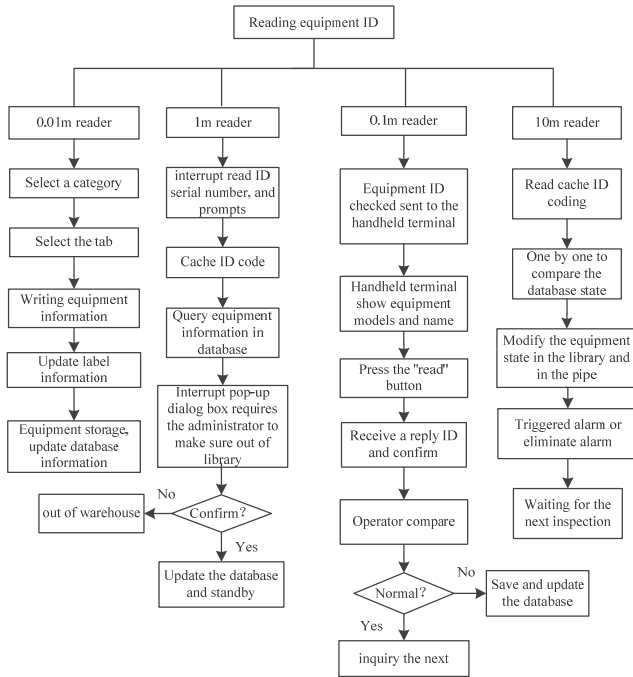 Reading equipment ID
0.01m reader
Select a category
Select the tab
Writing equipment
information
Update label
information
Equipment storage,
update database
information
1m reader
interrupt read ID
serial number, and
prompts
Cache ID code
Query equipment
information in
database
Interrupt pop-up
dialog box requires
the administrator to
make sure out of
library
Confirm?
No
out of warehouse
Yes
Update the database
and standby
0.1m reader
Equipment ID
checked sent to the
handheld terminal
Handheld terminal
show equipment
models and name
Press the "read"
button
Receive a reply ID
and confirm
Operator compare
Normal?
No
Save and update
the database
Yes
inquiry the next
10m reader
Read cache ID
coding
One by one to
compare the
database state
Modify the equipment
state in the library and
in the pipe
Triggered alarm or
eliminate alarm
Waiting for the
next inspection